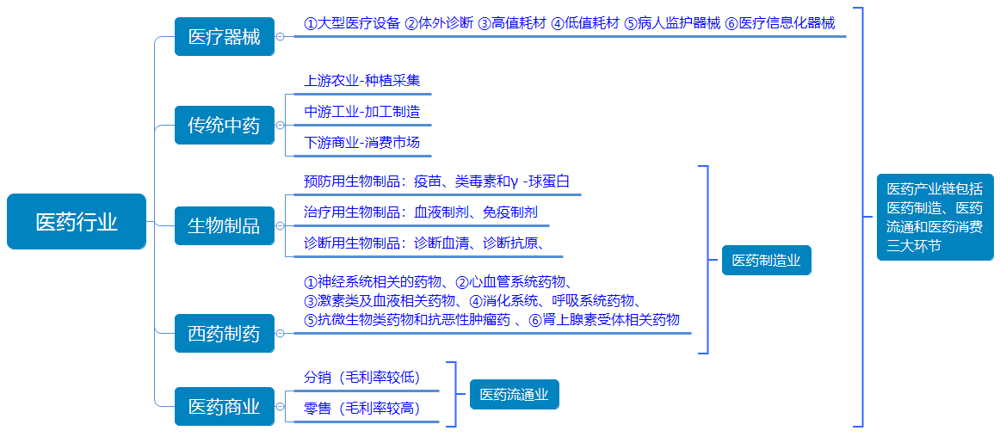 医药行业
医疗器械
①大型医疗设备 ②体外诊断 ③高值耗材 ④低值耗材 ⑤病人监护器械 ⑥医疗信息化器械
传统中药
上游农业-种植采集
中游工业-加工制造
下游商业-消费市场
生物制品
预防用生物制品：疫苗、类毒素和γ -球蛋白
治疗用生物制品：血液制剂、免疫制剂
诊断用生物制品：诊断血清、诊断抗原、
西药制药
①神经系统相关的药物、②心血管系统药物、
③激素类及血液相关药物、④消化系统、呼吸系统药物、
⑤抗微生物类药物和抗恶性肿瘤药 、⑥肾上腺素受体相关药物
医药制造业
医药商业
分销（毛利率较低）
零售（毛利率较高）
医药流通业
医药产业链包括
医药制造、医药
流通和医药消费
三大环节